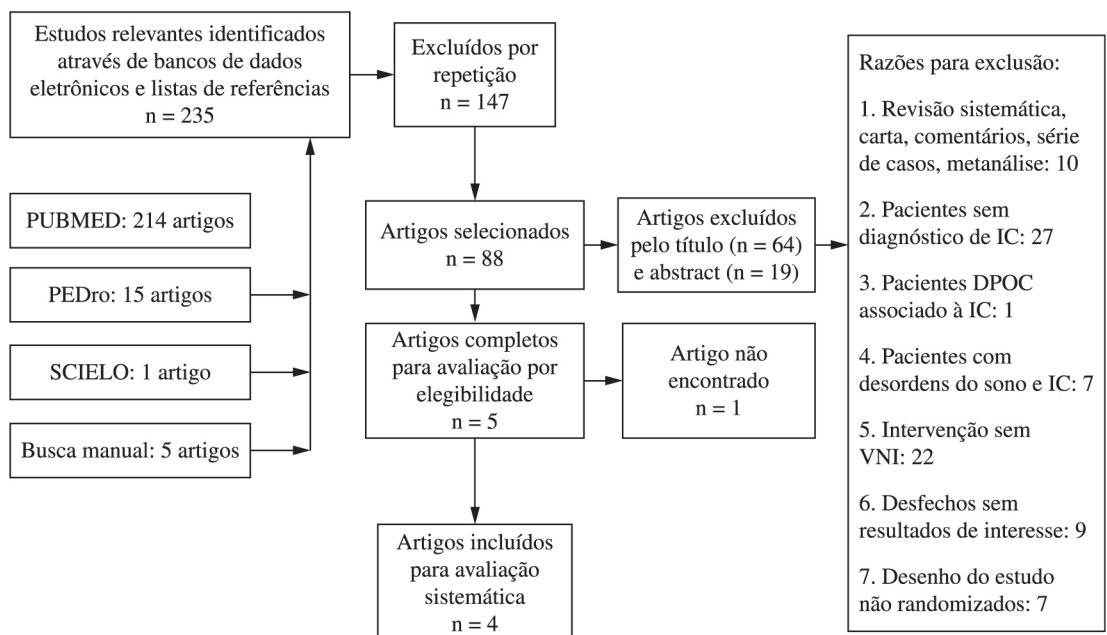 Estudos relevantes identificados
através de bancos de dados
eletrônicos e listas de referências
n = 235
Excluídos por
repetição
n = 147
PUBMED: 214 artigos
PEDro: 15 artigos
SCIELO: 1 artigo
Busca manual: 5 artigos
Artigos selecionados
n = 88
Artigos excluídos
pelo título (n = 64)
e abstract (n = 19)
Artigos completos
para avaliação por
elegibilidade
n = 5
Artigo não
encontrado
n = 1
Artigos incluídos
para avaliação
sistemática
n = 4
Razões para exclusão:
1. Revisão sistemática,
carta, comentários, série
de casos, metanálise: 10
2. Pacientes sem
diagnóstico de IC: 27
3. Pacientes DPOC
associado à IC: 1
4. Pacientes com
desordens do sono e IC: 7
5. Intervenção sem
VNI: 22
6. Desfechos sem
resultados de interesse: 9
7. Desenho do estudo
não randomizados: 7